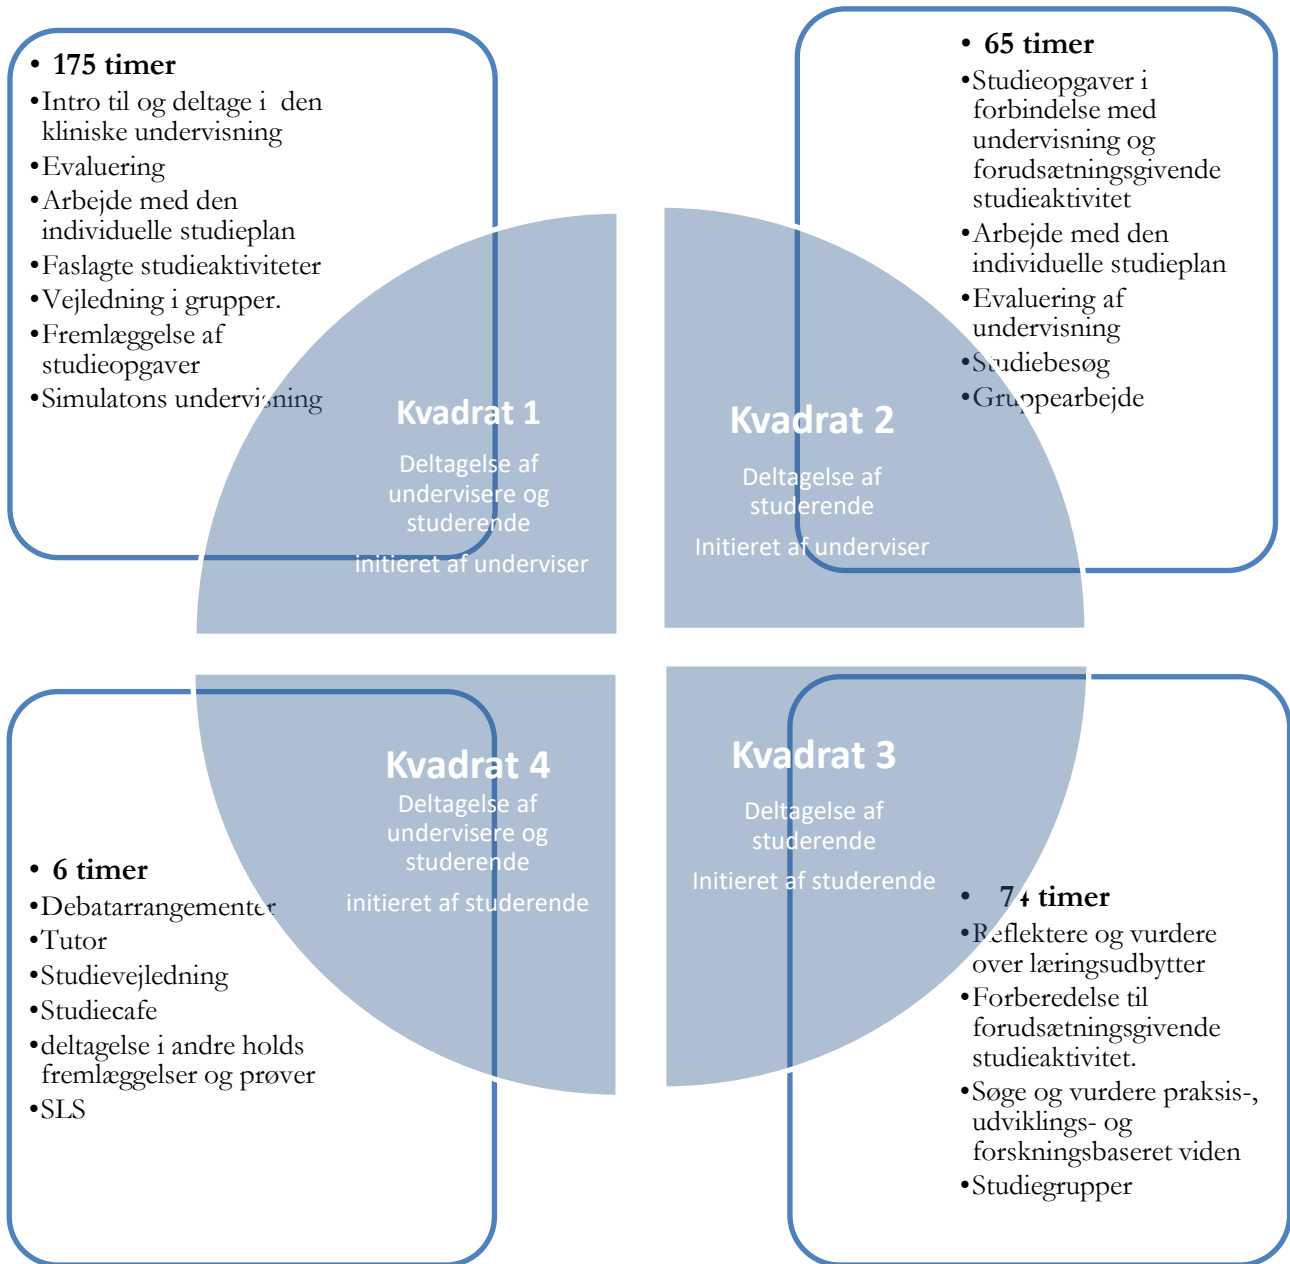 • 175 timer
•Intro til og deltage i  den
kliniske undervisning
•Evaluering
•Arbejde med den
individuelle studieplan
•Faslagte studieaktiviteter
•Vejledning i grupper.
•Fremlæggelse af
studieopgaver
•Simulatons undervisning
Kvadrat 1
Deltagelse af
undervisere og
studerende
initieret af underviser
• 65 timer
•Studieopgaver i
forbindelse med
undervisning og
forudsætningsgivende
studieaktivitet
•Arbejde med den
individuelle studieplan
•Evaluering af
undervisning
•Studiebesøg
•Gruppearbejde
Kvadrat 2
Deltagelse af
studerende
Initieret af underviser
Kvadrat 4
Deltagelse af
undervisere og
studerende
initieret af studerende
• 6 timer
•Debatarrangementer
•Tutor
•Studievejledning
•Studiecafe
•deltagelse i andre holds
fremlæggelser og prøver
•SLS
Kvadrat 3
Deltagelse af
studerende
Initieret af studerende
• 74 timer
•Reflektere og vurdere
over læringsudbytter
•Forberedelse til
forudsætningsgivende
studieaktivitet.
•Søge og vurdere praksis-,
udviklings- og
forskningsbaseret viden
•Studiegrupper